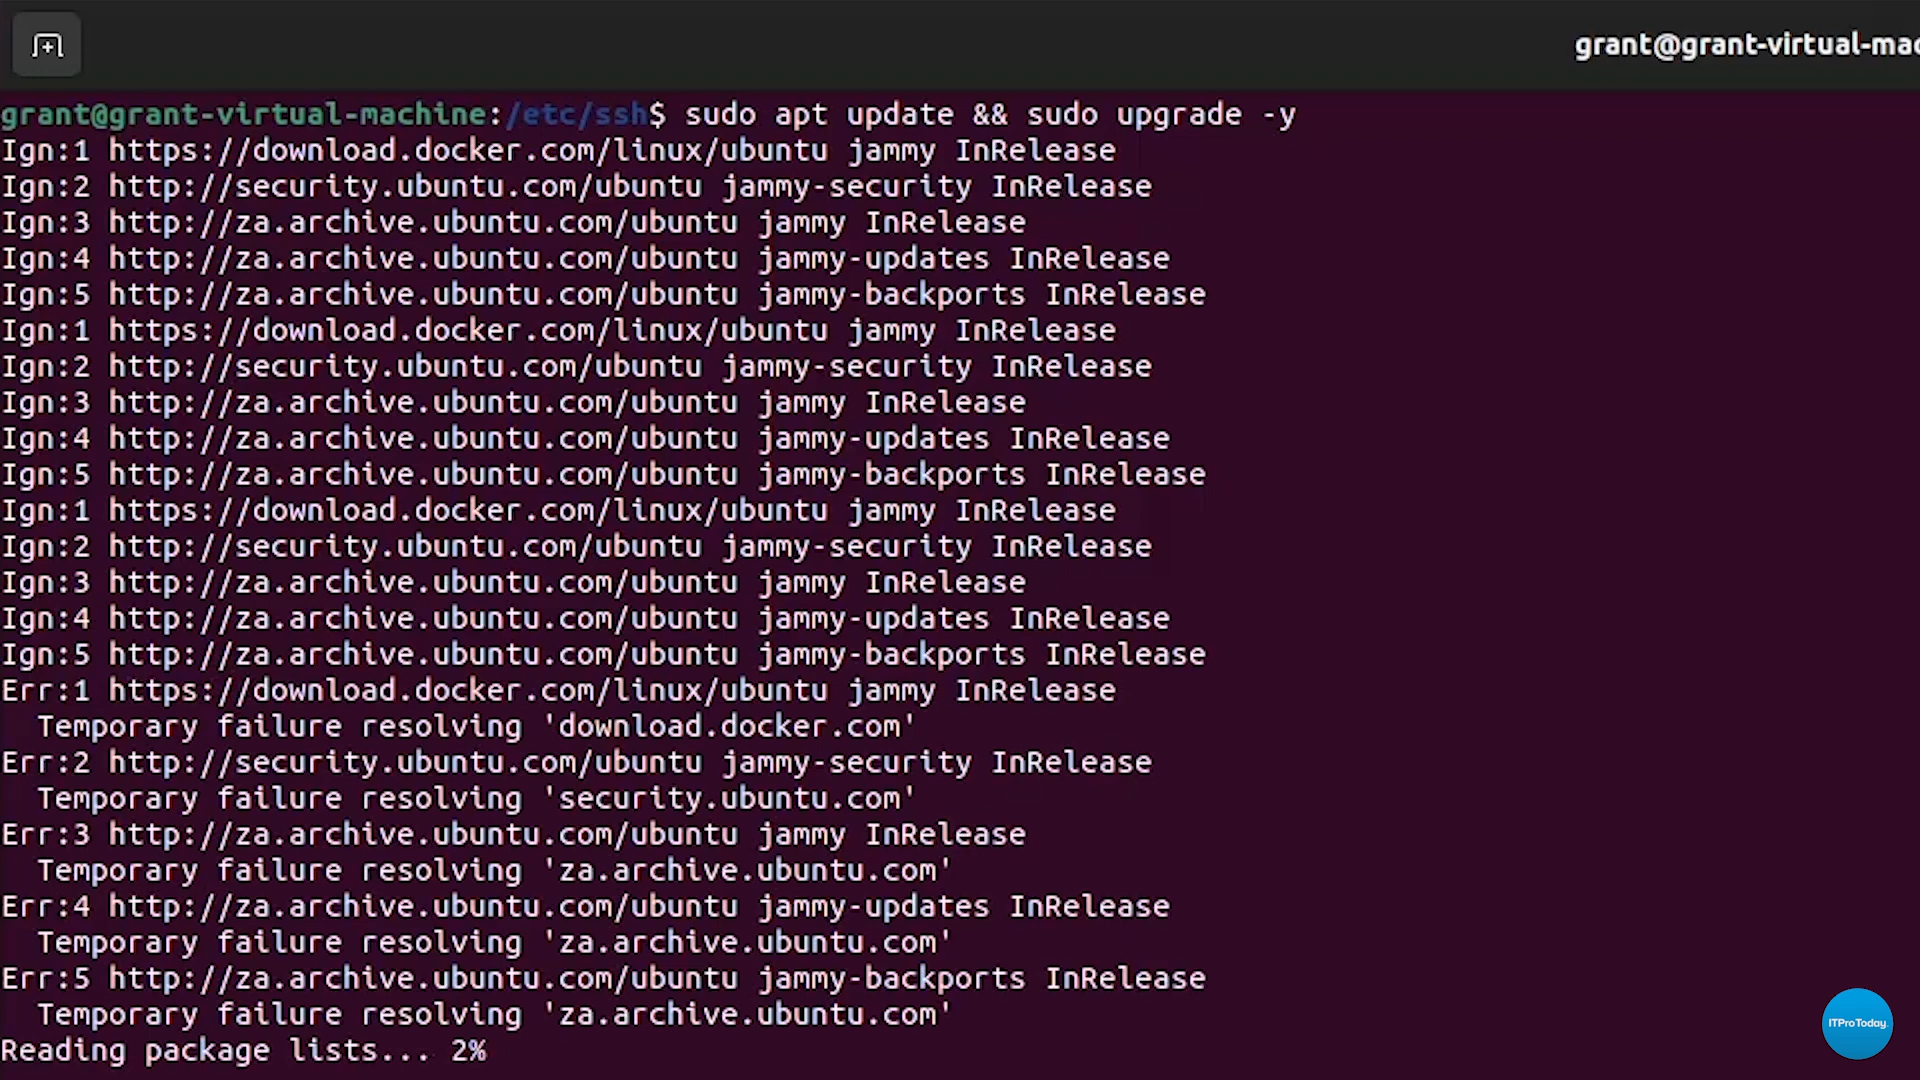 grant@grant-virtual-mac
grant@grant-virtual-machine:/etc/ssh$ sudo apt update && sudo upgrade -y
Ign:1 https://download.docker.com/linux/ubuntu jammy InRelease
Ign:2 http://security.ubuntu.com/ubuntu jammy-security InRelease
Ign:3 http://za.archive.ubuntu.com/ubuntu jammy InRelease
Ign:4 http://za.archive.ubuntu.com/ubuntu jammy-updates InRelease
Ign:5 http://za.archive.ubuntu.com/ubuntu jammy-backports InRelease
Ign:1 https://download.docker.com/linux/ubuntu jammy InRelease
Ign:2 http://security.ubuntu.com/ubuntu jammy-security InRelease
Ign:3 http://za.archive.ubuntu.com/ubuntu jammy InRelease
Ign:4 http://za.archive.ubuntu.com/ubuntu jammy-updates InRelease
Ign:5 http://za.archive.ubuntu.com/ubuntu jammy-backports InRelease
Ign:1 https://download.docker.com/linux/ubuntu jammy InRelease
Ign:2 http://security.ubuntu.com/ubuntu jammy-security InRelease
Ign:3 http://za.archive.ubuntu.com/ubuntu jammy InRelease
Ign:4 http://za.archive.ubuntu.com/ubuntu jammy-updates InRelease
Ign:5 http://za.archive.ubuntu.com/ubuntu jammy-backports InRelease
Err:1 https://download.docker.com/linux/ubuntu jammy InRelease
  Temporary failure resolving 'download.docker.com'
Err:2 http://security.ubuntu.com/ubuntu jammy-security InRelease
  Temporary failure resolving 'security.ubuntu.com'
Err:3 http://za.archive.ubuntu.com/ubuntu jammy InRelease
  Temporary failure resolving 'za.archive.ubuntu.com'
Err:4 http://za.archive.ubuntu.com/ubuntu jammy-updates InRelease
  Temporary failure resolving 'za.archive.ubuntu.com'
Err:5 http://za.archive.ubuntu.com/ubuntu jammy-backports InRelease
  Temporary failure resolving 'za.archive.ubuntu.com'
Reading package lists... 2%
ITProToday